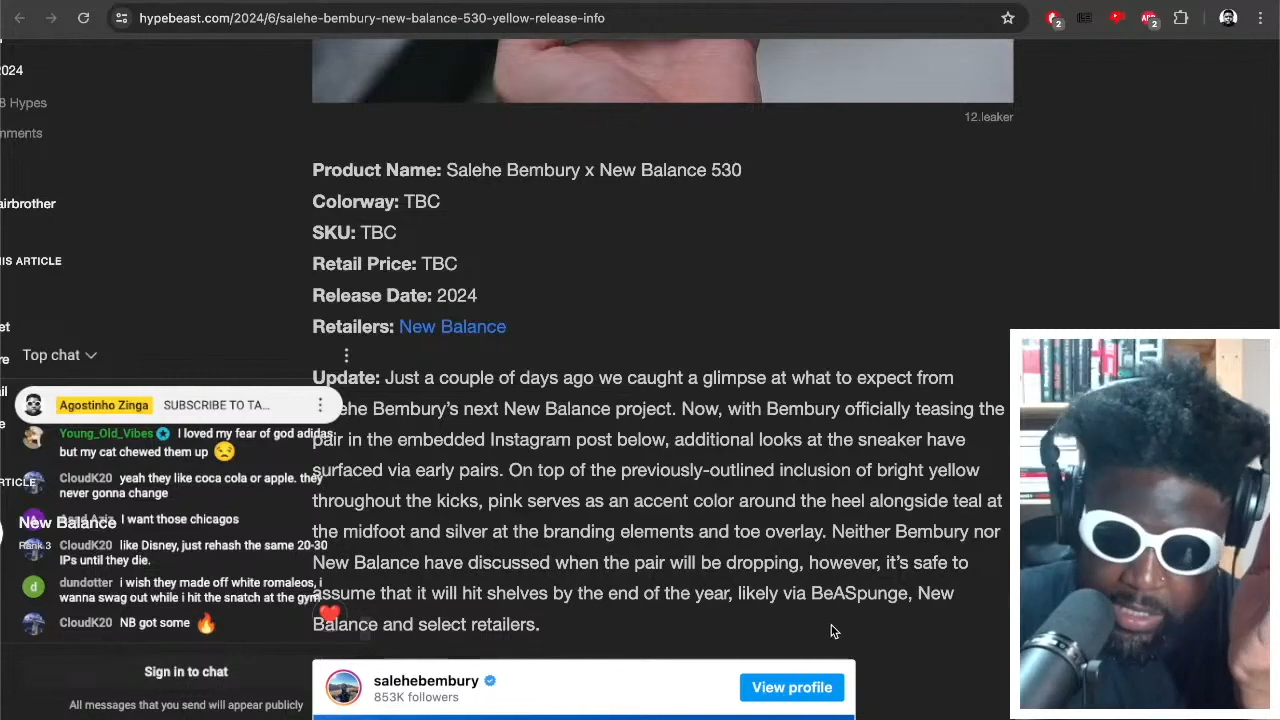 hypebeast.com/2024/6/salehe-bembury-new-balance-530-yellow-release-info
2
2
2024
8 Hypes
mments
airbrother
IIS ARTICLE
12.leaker
Product Name: Salehe Bembury x New Balance 530
Colorway: TBC
SKU: TBC
Retail Price: TBC
Release Date: 2024
Retailers: New Balance
Update: Just a couple of days ago we caught a glimpse at what to expect from
Bembury's next New Balance project. Now, with Bembury officially teasing the
pair in the embedded Instagram post below, additional looks at the sneaker have
surfaced via early pairs. On top of the previously-outlined inclusion of bright yellow
throughout the kicks, pink serves as an accent color around the heel alongside teal at
the midfoot and silver at the branding elements and toe overlay. Neither Bembury nor
New Balance have discussed when the pair will be dropping, however, it's safe to
assume that it will hit shelves by the end of the year, likely via BeASpunge, New
Balance and select retailers.
salehebembury
853K followers
View profile
Top chat
Agostinho Zinga SUBSCRIBE TO TA...
Young_Old_Vibes I loved my fear of god adidas
but my cat chewed them up
CloudK20 yeah they like coca cola or apple. they
never gonna change
I want those chicagos
New Balance
Rank 3
CloudK20 like Disney, just rehash the same 20-30
IPs until they die.
dundotter i wish they made off white romaleos, i
wanna swag out while i hit the snatch at the gym
CloudK20 NB got some
Sign in to chat
All messages that you send will appear publicly